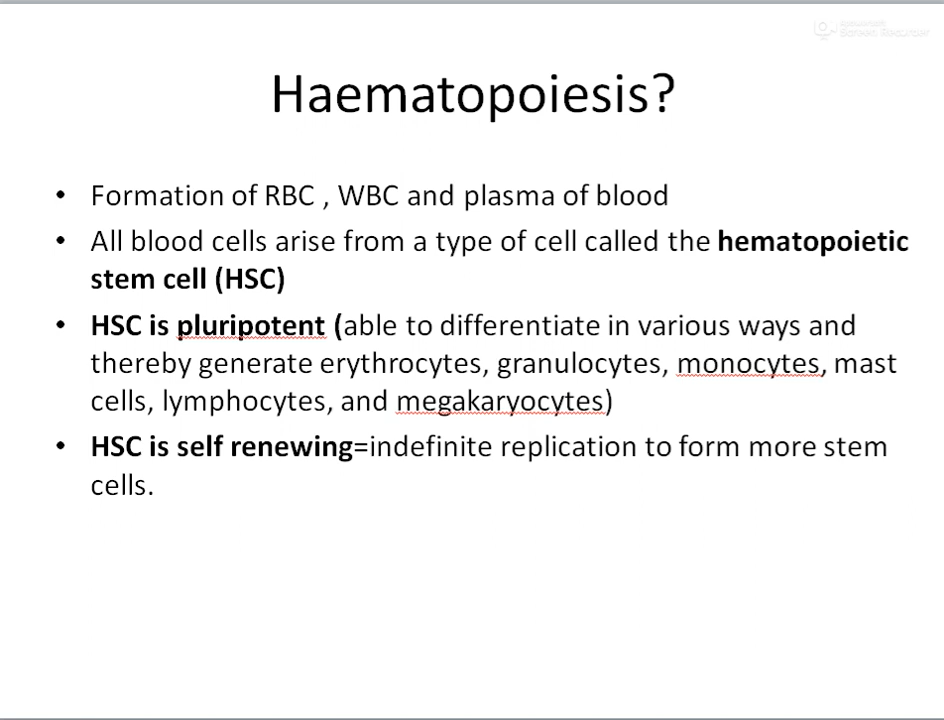 Screen Recorder
Haematopoiesis?
• Formation of RBC , WBC and plasma of blood
• All blood cells arise from a type of cell called the hematopoietic
stem cell (HSC)
• HSC is pluripotent (able to differentiate in various ways and
thereby generate erythrocytes, granulocytes, monocytes, mast
cells, lymphocytes, and megakaryocytes)
• HSC is self renewing=indefinite replication to form more stem
cells.